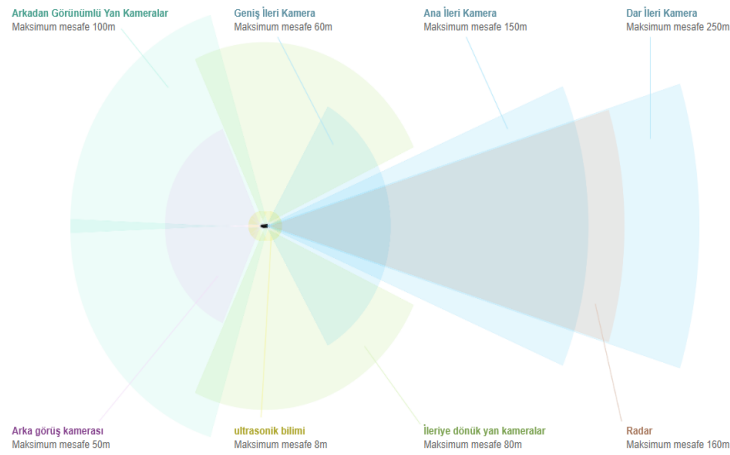 Arkadan Görünümlü Yan Kameralar
Maksimum mesafe 100m
Geniş İleri Kamera
Maksimum mesafe 60m
Ana İleri Kamera
Maksimum mesafe 150m
Dar İleri Kamera
Maksimum mesafe 250m
Arka görüş kamerası
Maksimum mesafe 50m
ultrasonik bilimi
Maksimum mesafe 8m
İleriye dönük yan kameralar
Maksimum mesafe 80m
Radar
Maksimum mesafe 160m